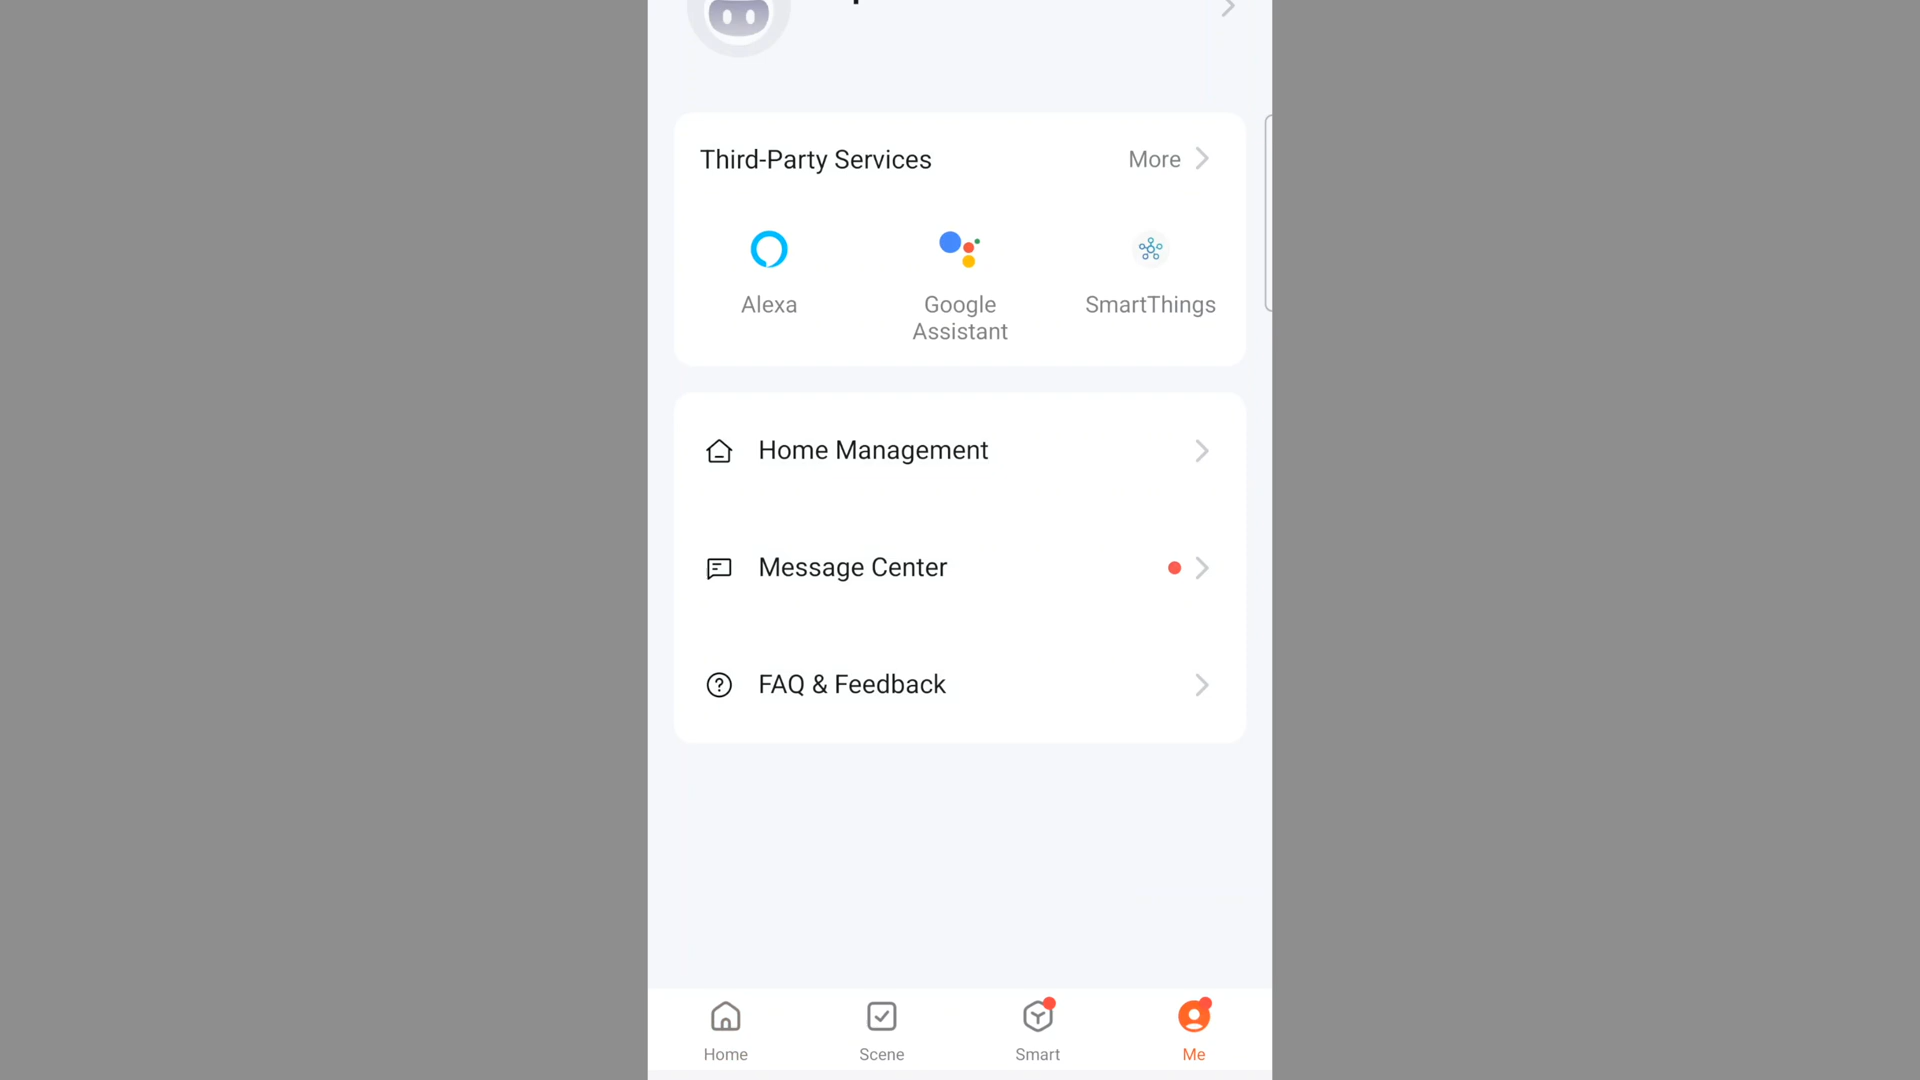 Third-Party Services
More
Alexa
Google
Assistant
SmartThings
Home Management
Message Center
FAQ & Feedback
Home
Scene
Smart
Me